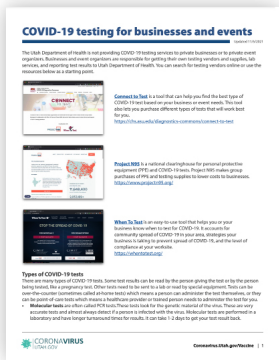 COVID-19 testing for businesses and events
The Utah Department of Health is not providing COVID-19 testing services to private businesses or to private event
organizers. Businesses and event organizers are responsible for getting their own testing vendors and supplies, lab
services, and reporting test results to Utah Department of Health. You can search for testing vendors online or use the
resources below as a starting point.
CONNECT
Connect to Test is a tool that can help you find the best type of
COVID-19 test based on your business or event needs. This tool
also lets you purchase different types of tests that will work best
for you.
https://chs.asu.edu/diagnostics-commons/connect-to-test
Project N95 is a national clearinghouse for personal protective
equipment (PPE) and COVID-19 tests. Project N95 makes group
purchases of PPE and testing supplies to lower costs to businesses.
https://www.projectn95.org/
STOP THE SPREAD OF COVID-19
When To Test is an easy-to-use tool that helps you or your
business know when to test for COVID-19. It accounts for
community spread of COVID-19 in your area, strategies your
business is taking to prevent spread of COVID-19, and the level of
compliance at your website.
https://whentotest.org/
Types of COVID-19 tests
There are many types of COVID-19 tests. Some test results can be read by the person giving the test or by the person
being tested, like a pregnancy test. Other tests need to be sent to a lab or read by special equipment. Tests can be
over-the-counter (sometimes called at-home tests) which means a person can administer the test themselves, or they
can be point-of-care tests which means a healthcare provider or trained person needs to administer the test for you.
• Molecular tests are often called PCR tests. These tests look for the genetic material of the virus. These are very
accurate tests and almost always detect if a person is infected with the virus. Molecular tests are performed in a
laboratory and have longer turnaround times for results. It can take 1-2 days to get your test result back.
CORONAVIRUS
UTAH.GOV
Coronavirus.Utah.gov/Vaccine | 1